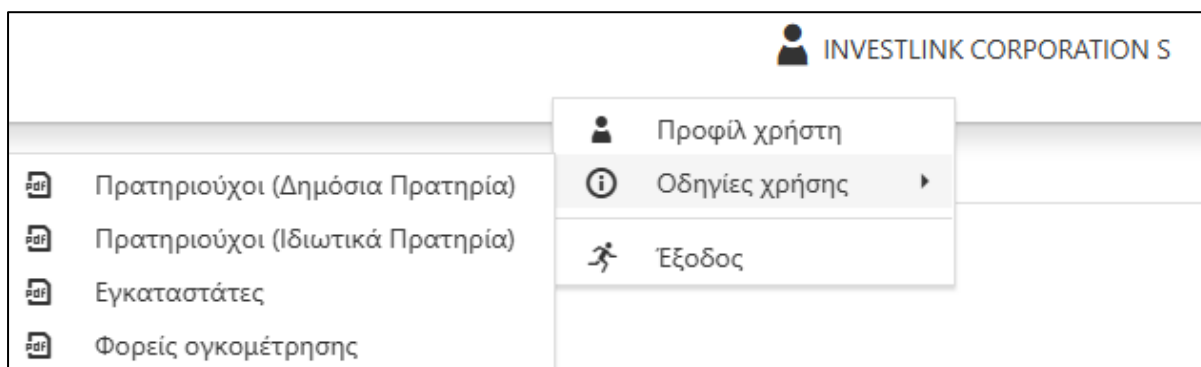 INVESTLINK CORPORATION S
Προφίλ χρήστη
Οδηγίες χρήσης
Έξοδος
Πρατηριούχοι (Δημόσια Πρατηρία)
Πρατηριούχοι (Ιδιωτικά Πρατηρία)
Εγκαταστάτες
Φορείς ογκομέτρησης